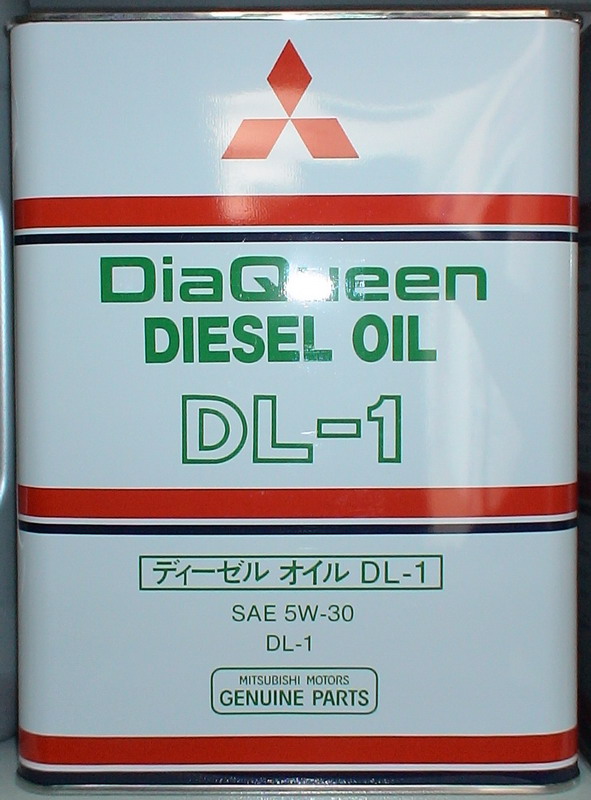 DiaQueen
DIESEL OIL
DL-1
ディーゼル オイル DL-1
SAE 5W-30
DL-1
MITSUBISHI MOTORS
GENUINE PARTS